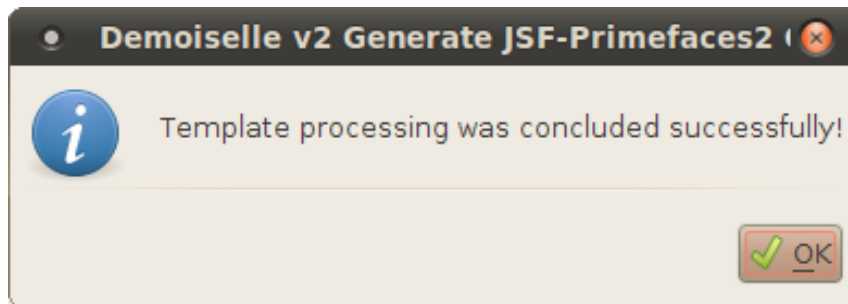 Demoiselle v2 Generate JSF-Primefaces2
Template processing was concluded successfully!
OK